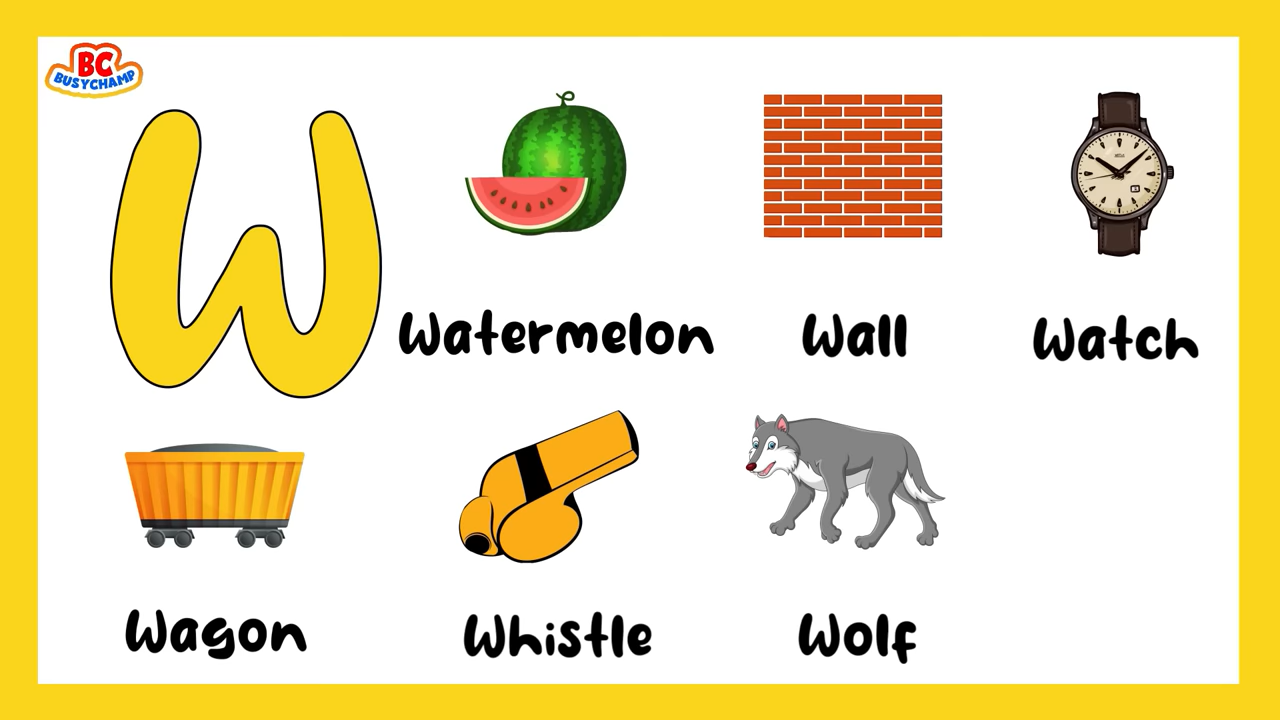 BC
BUSYCHAMP
W
Watermelon
Wall
Watch
Wagon
Whistle
Wolf